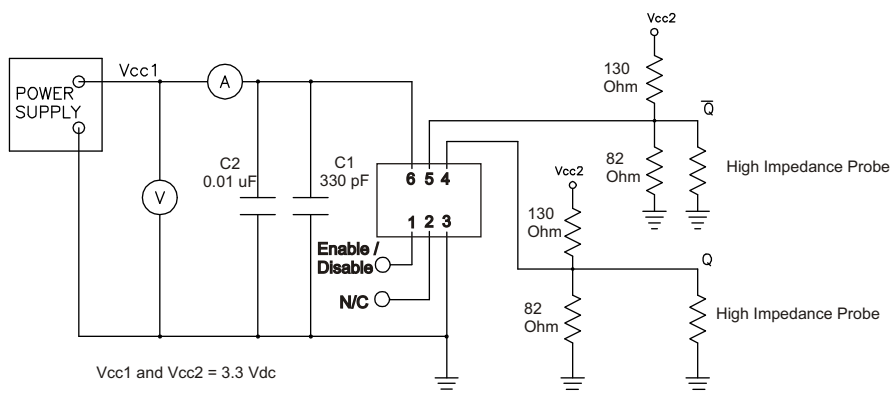 Vcc2
Vcc1
A
POWER
SUPPLY
130
Ohm
Q̅
C2
0.01 uF
C1
330 pF
6 5 4
82
Ohm
High Impedance Probe
Vcc2
V
1 2 3
130
Ohm
Enable /
Disable
Q
N/C
82
Ohm
High Impedance Probe
Vcc1 and Vcc2 = 3.3 Vdc